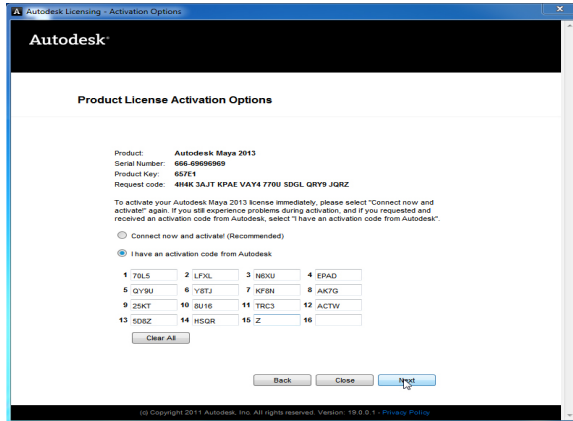 Autodesk Licensing - Activation Options
Autodesk
Product License Activation Options
Product: Autodesk Maya 2013
Serial Number: 666-69696969
Product Key: 657E1
Request code: 4H4K 3AJT KPAE VAY4 770U SDGL QRY9 JQRZ
To activate your Autodesk Maya 2013 license immediately, please select "Connect now and
activate!" again. If you still experience problems during activation, and if you requested and
received an activation code from Autodesk, select "I have an activation code from Autodesk".
Connect now and activate! (Recommended)
I have an activation code from Autodesk
1 70L5 2 LFXL 3 N6XU 4 EPAD
5 QY9U 6 Y8TJ 7 KF8N 8 AK7G
9 25KT 10 8U16 11 TRC3 12 ACTW
13 5D8Z 14 HSQR 15 Z 16
Clear All
Back Close Next
(c) Copyright 2011 Autodesk, Inc. All rights reserved. Version: 19.0.0.1 - Privacy Policy